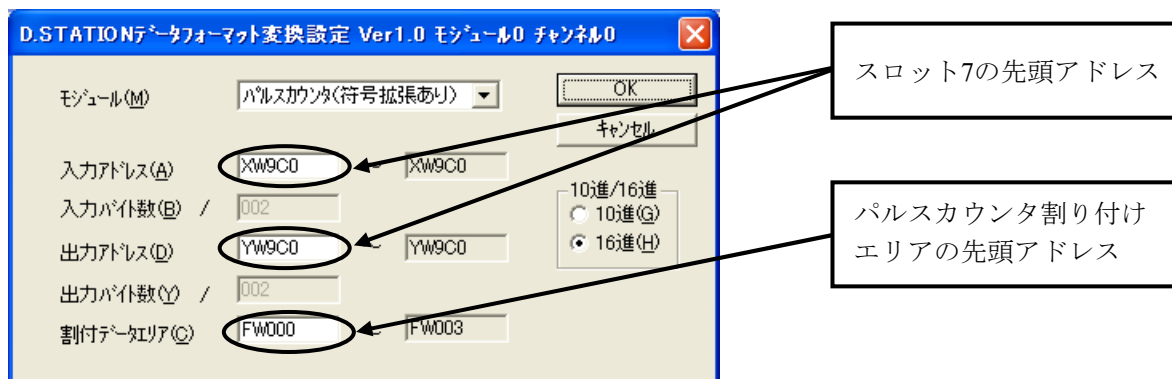 D.STATIONﾃﾞｰﾀﾌｫｰﾏｯﾄ変換設定 Ver1.0 ﾓｼﾞｭｰﾙ0 ﾁｬﾝﾈﾙ0
ﾓｼﾞｭｰﾙ(M)
ﾊﾟﾙｽｶｳﾝﾀ(符号拡張あり)
OK
ｷｬﾝｾﾙ
入力ｱﾄﾞﾚｽ(A)
XW9C0
~
XW9C0
入力ﾊﾞｲﾄ数(B) /
002
出力ｱﾄﾞﾚｽ(D)
YW9C0
~
YW9C0
出力ﾊﾞｲﾄ数(Y) /
002
割付ﾃﾞｰﾀｴﾘｱ(C)
FW000
~
FW003
10進/16進
10進(G)
16進(H)
スロット7の先頭アドレス
パルスカウンタ割り付け
エリアの先頭アドレス